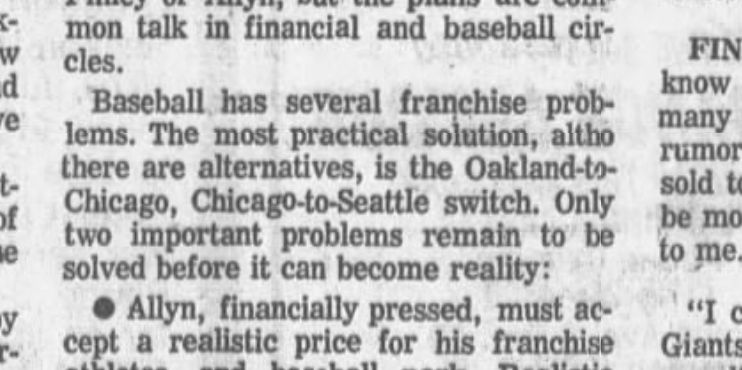 mon talk in financial and baseball cir-
cles.
Baseball has several franchise prob-
lems. The most practical solution, altho
there are alternatives, is the Oakland-to-
Chicago, Chicago-to-Seattle switch. Only
two important problems remain to be
solved before it can become reality:
● Allyn, financially pressed, must ac-
cept a realistic price for his franchise
FIN
know
many
rumor
sold to
be mo
to me.
"I c
Giants